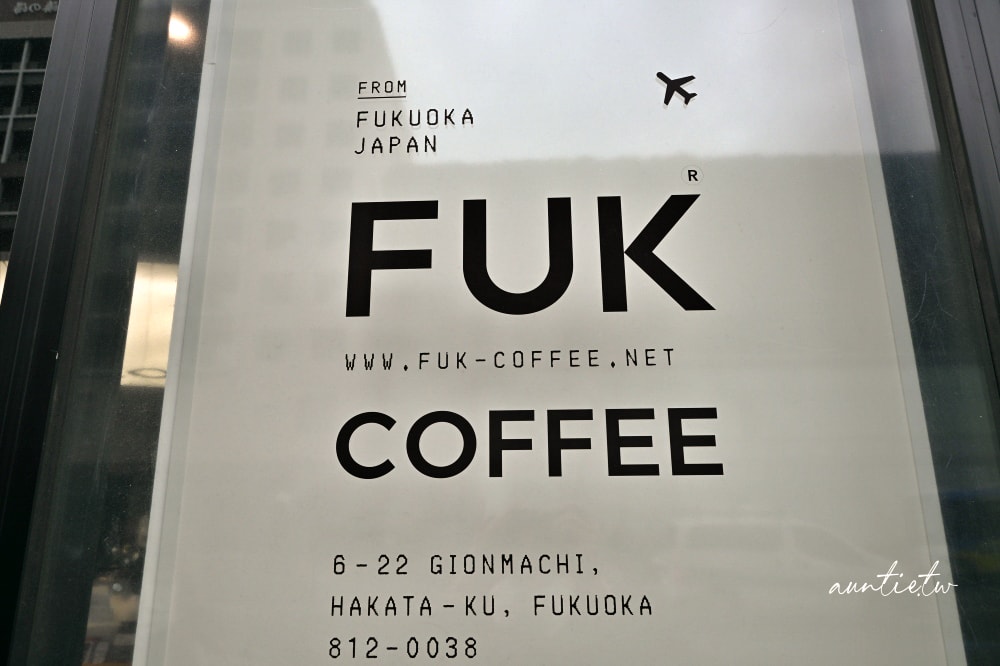 FROM
FUKUOKA
JAPAN
FUK®
WWW.FUK-COFFEE.NET
COFFEE
6-22 GIONMACHI,
HAKATA-KU, FUKUOKA
812-0038
auntie.tw